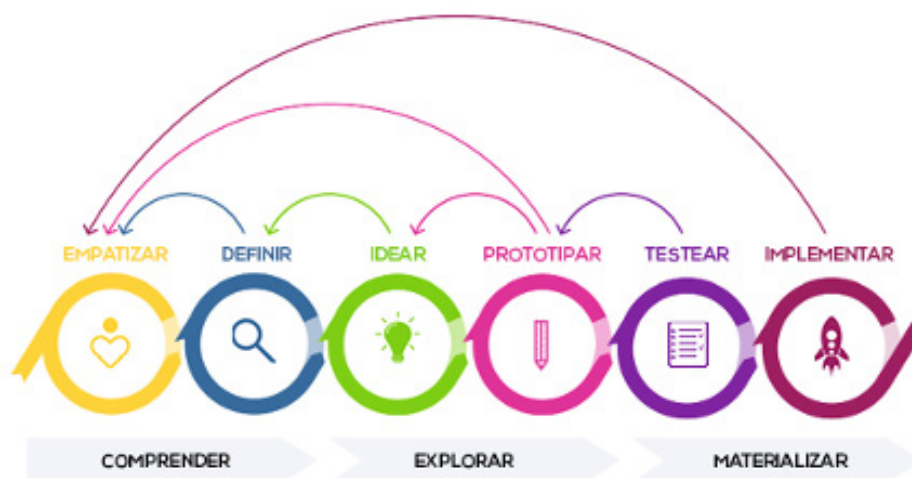 EMPATIZAR DEFINIR IDEAR PROTOTIPAR TESTEAR IMPLEMENTAR
COMPRENDER EXPLORAR MATERIALIZAR